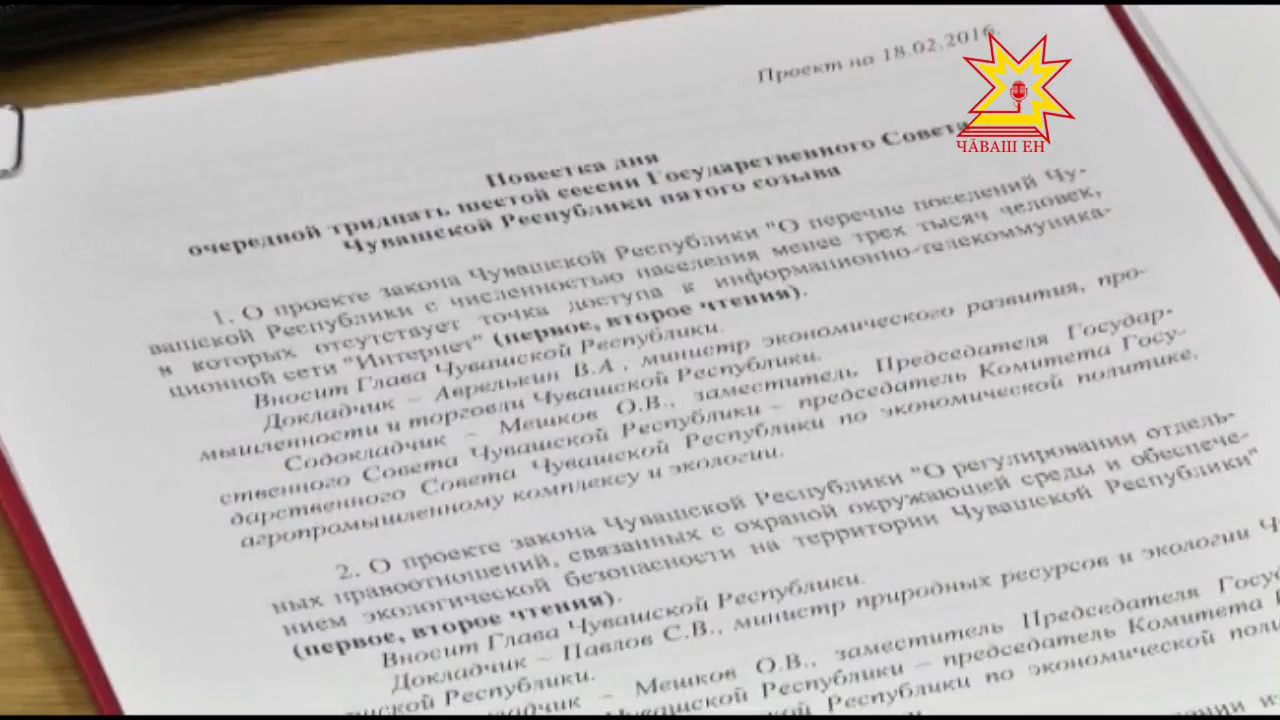 Проект на 18.02.2016.
ЧӐВАШ ЕН
Повестка дня
очередной тридцать шестой сессии Государственного Совета
Чувашской Республики пятого созыва
1. О проекте закона Чувашской Республики "О перечне поселений Чу-
вашской Республики с численностью населения менее трех тысяч человек,
в которых отсутствует точка доступа к информационно-телекоммуника-
ционной сети "Интернет" (первое, второе чтения).
Вносит Глава Чувашской Республики.
Докладчик – Аврелькин В.А., министр экономического развития, про-
мышленности и торговли Чувашской Республики.
Содокладчик – Мешков О.В., заместитель Председателя Государ-
ственного Совета Чувашской Республики – председатель Комитета Госу-
дарственного Совета Чувашской Республики по экономической политике,
агропромышленному комплексу и экологии.
2. О проекте закона Чувашской Республики "О регулировании отдель-
ных правоотношений, связанных с охраной окружающей среды и обеспече-
нием экологической безопасности на территории Чувашской Республики"
(первое, второе чтения).
Вносит Глава Чувашской Республики.
Докладчик – Павлов С.В., министр природных ресурсов и экологии
Республики.
– Мешков О.В., заместитель Председателя
Республики – председатель Комитета
Республики по экономической